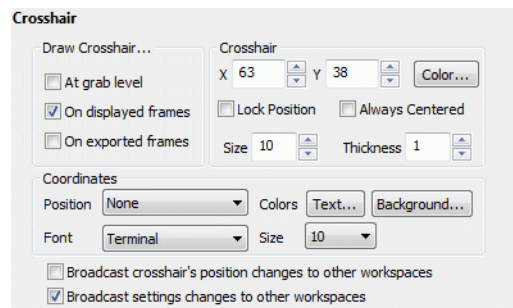 Crosshair
Draw Crosshair...
At grab level
On displayed frames
On exported frames
Crosshair
X 63 Y 38 Color...
Lock Position Always Centered
Size 10 Thickness 1
Coordinates
Position None Colors Text... Background...
Font Terminal Size 10
Broadcast crosshair's position changes to other workspaces
Broadcast settings changes to other workspaces